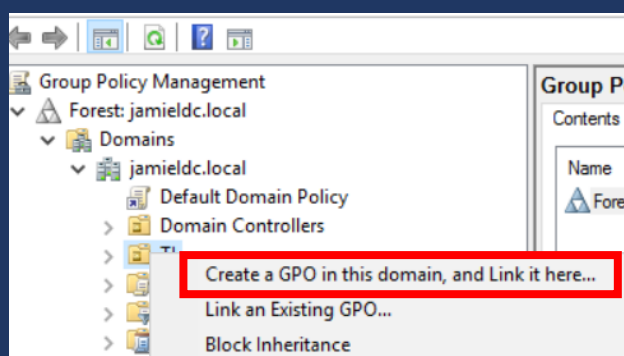 Group Policy Management
Forest: jamieldc.local
Domains
jamieldc.local
Default Domain Policy
Domain Controllers
Create a GPO in this domain, and Link it here...
Link an Existing GPO...
Block Inheritance
Group P
Contents
Name
Fore